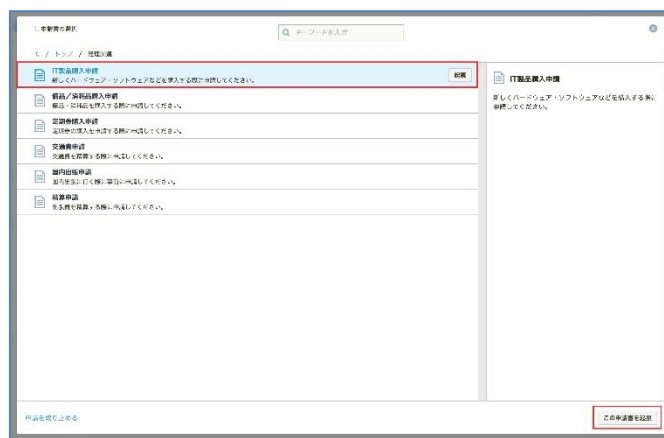 1. 申請書の選択
キーワードを入力
トップ / 経理関連
IT製品購入申請
新しくハードウェア・ソフトウェアなどを購入する際に申請してください。
起票
備品/消耗品購入申請
備品・消耗品を購入する際に申請してください。
定期券購入申請
定期券の購入を申請する際に申請してください。
交通費申請
交通費を精算する際に申請してください。
国内出張申請
国内出張に行く際に事前に申請してください。
精算申請
出張費を精算する際に申請してください。
IT製品購入申請
新しくハードウェア・ソフトウェアなどを購入する際に
申請してください。
申請を取り止める
この申請書を起票